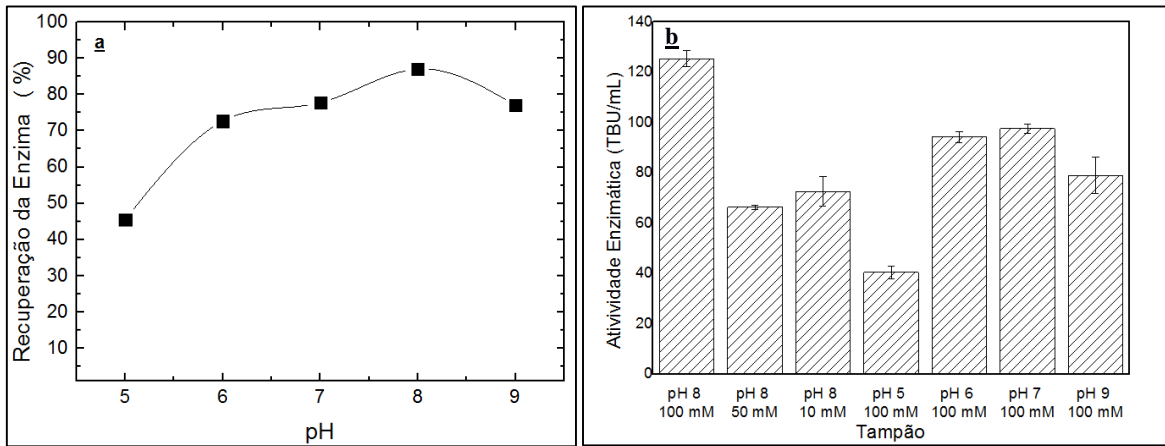 a
Recuperação da Enzima ( %)
100
90
80
70
60
50
40
30
20
10
5 6 7 8 9
pH
b
Ativividade Enzimática (TBU/mL)
140
120
100
80
60
40
20
0
pH 8 pH 8 pH 8 pH 5 pH 6 pH 7 pH 9
100 mM 50 mM 10 mM 100 mM 100 mM 100 mM 100 mM
Tampão